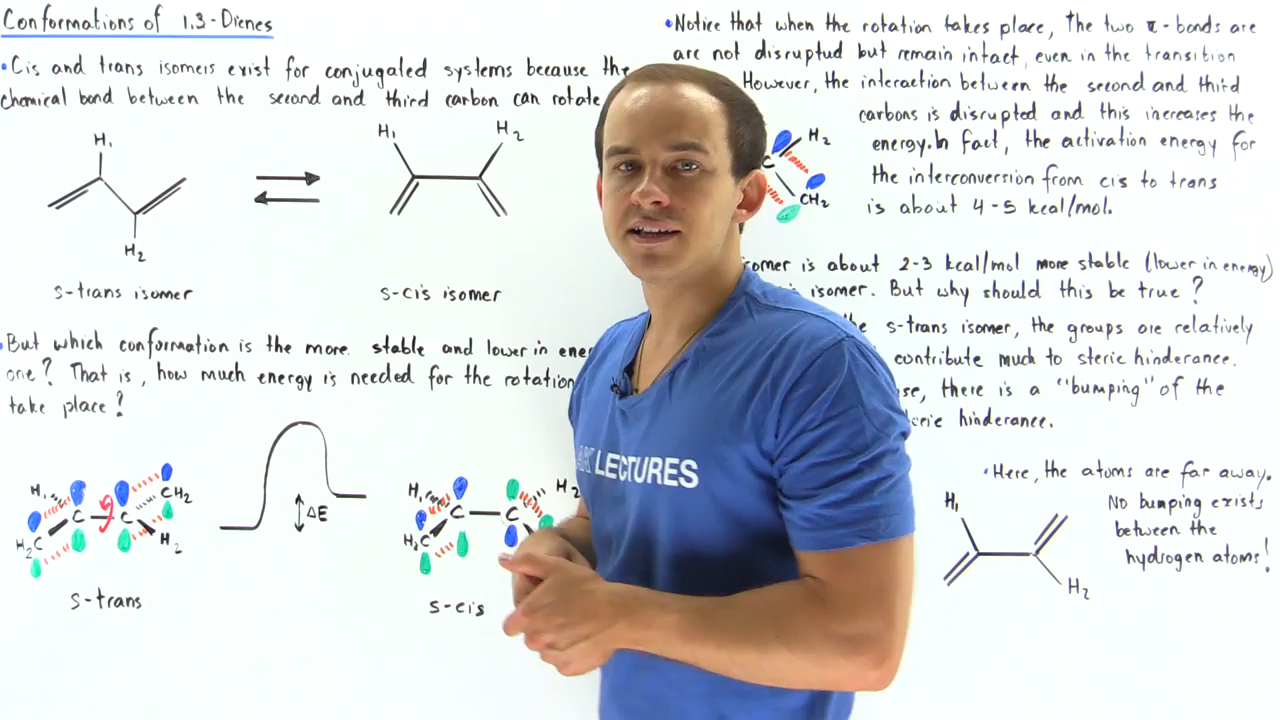 Conformations of 1,3-Dienes
• Cis and trans isomers exist for conjugated systems because the
chemical bond between the second and third carbon can rotate
H₁
H₂
s-trans isomer
H₁
H₂
s-cis isomer
• But which conformation is the more stable and lower in ener
one? That is, how much energy is needed for the rotation
take place?
H₁
H₂C
C
C
CH₂
H₂
s-trans
ΔE
H₁
H₂C
C
C
H₂
s-cis
• Notice that when the rotation takes place, the two π-bonds are
are not disrupted but remain intact, even in the transition
However, the interaction between the second and third
carbons is disrupted and this increases the
energy. In fact, the activation energy for
the interconversion from cis to trans
is about 4-5 kcal/mol.
C
H₂
CH₂
isomer is about 2-3 kcal/mol more stable (lower in energy)
isomer. But why should this be true?
the s-trans isomer, the groups are relatively
contribute much to steric hinderance.
there is a "bumping" of the
hinderance.
• Here, the atoms are far away.
No bumping exists
between the
hydrogen atoms!
H₁
H₂
LECTURES